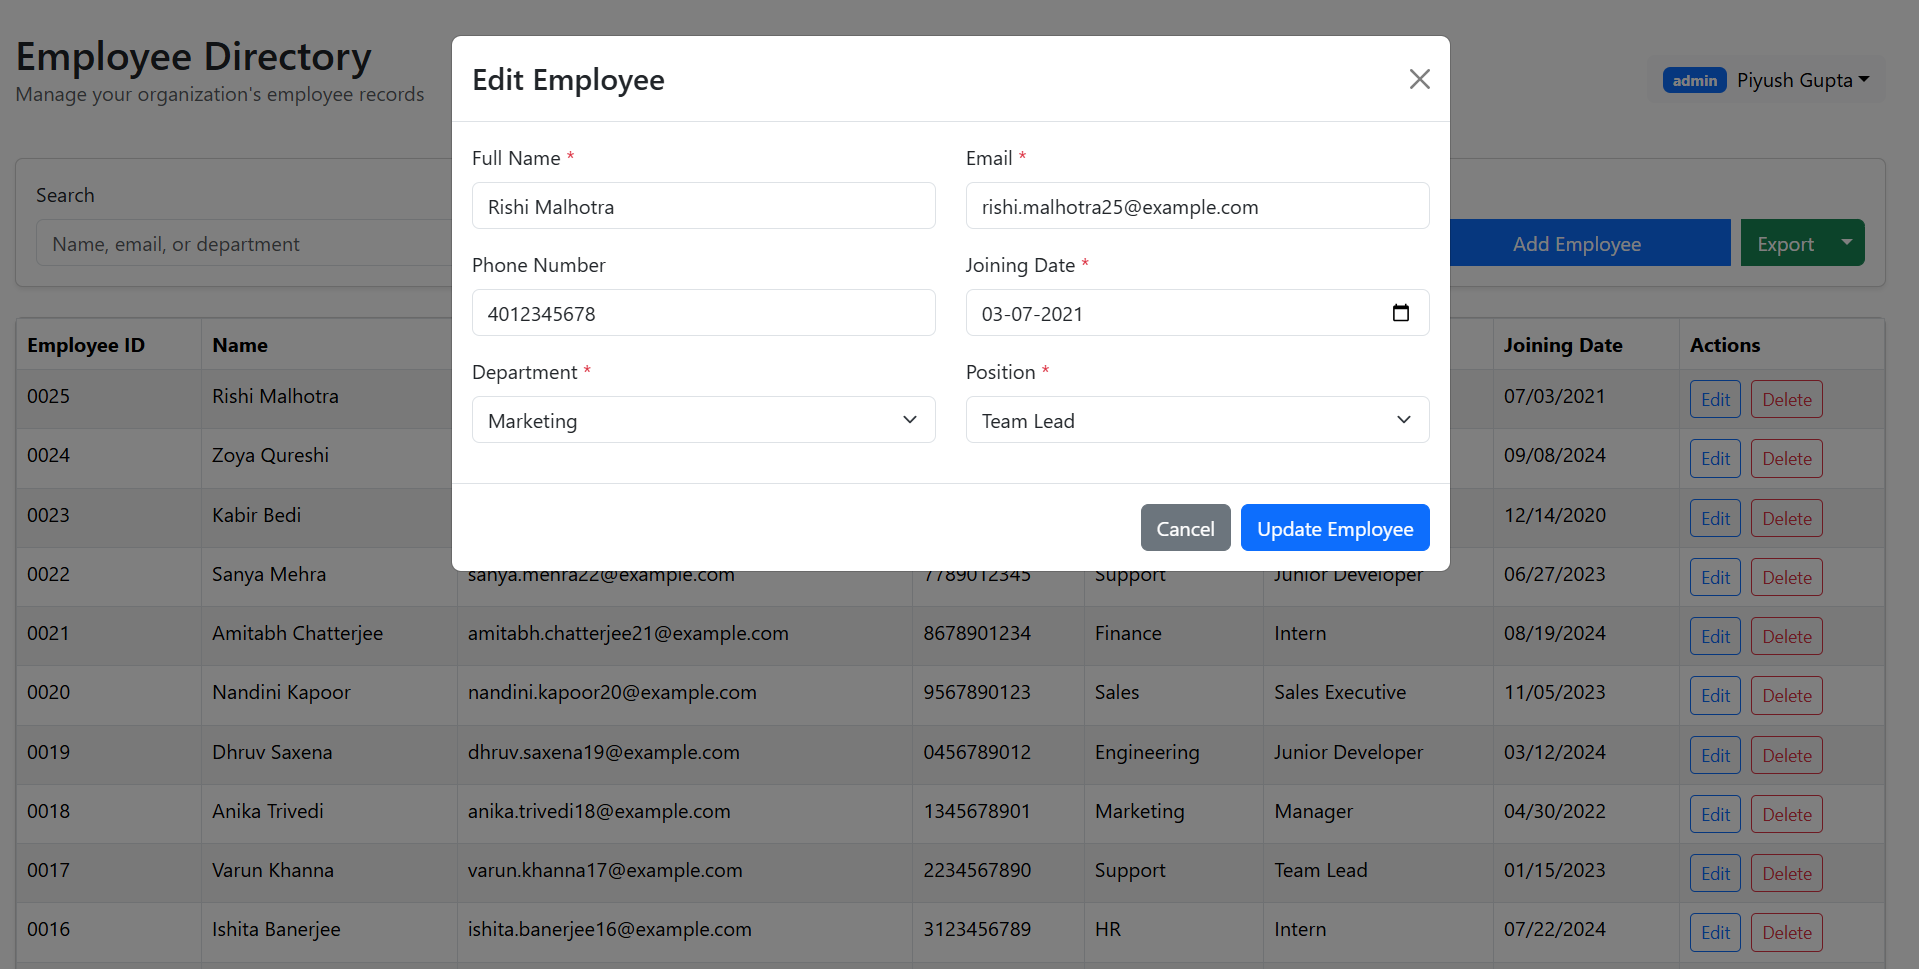 Employee Directory
Manage your organization's employee records
admin Piyush Gupta
Edit Employee
Full Name * Email *
Rishi Malhotra rishi.malhotra25@example.com
Phone Number Joining Date *
4012345678 03-07-2021
Department * Position *
Marketing Team Lead
Cancel Update Employee
Search
Name, email, or department Add Employee Export
Employee ID Name Joining Date Actions
0025 Rishi Malhotra 07/03/2021 Edit Delete
0024 Zoya Qureshi 09/08/2024 Edit Delete
0023 Kabir Bedi 12/14/2020 Edit Delete
0022 Sanya Mehra sanya.mehra22@example.com 7789012345 Support Junior Developer 06/27/2023 Edit Delete
0021 Amitabh Chatterjee amitabh.chatterjee21@example.com 8678901234 Finance Intern 08/19/2024 Edit Delete
0020 Nandini Kapoor nandini.kapoor20@example.com 9567890123 Sales Sales Executive 11/05/2023 Edit Delete
0019 Dhruv Saxena dhruv.saxena19@example.com 0456789012 Engineering Junior Developer 03/12/2024 Edit Delete
0018 Anika Trivedi anika.trivedi18@example.com 1345678901 Marketing Manager 04/30/2022 Edit Delete
0017 Varun Khanna varun.khanna17@example.com 2234567890 Support Team Lead 01/15/2023 Edit Delete
0016 Ishita Banerjee ishita.banerjee16@example.com 3123456789 HR Intern 07/22/2024 Edit Delete